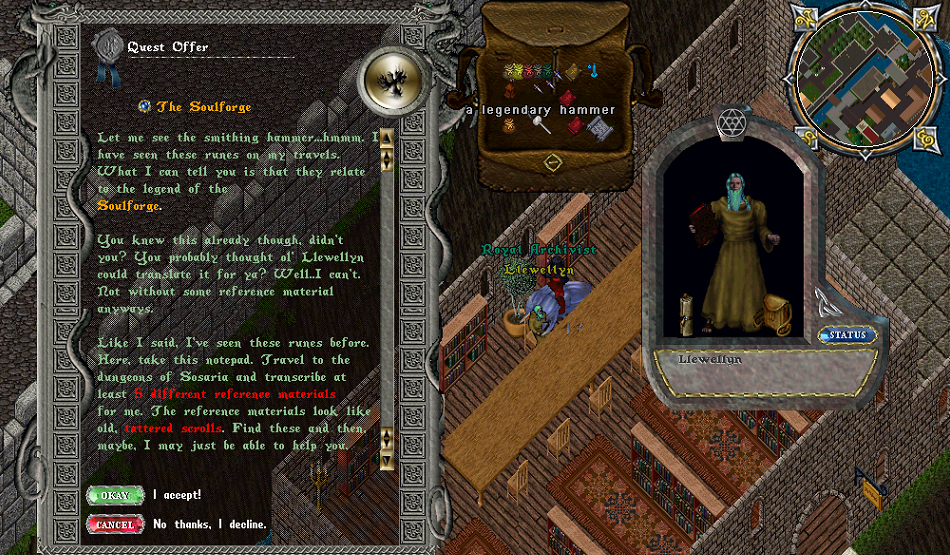 Quest Offer
The Soulforge
Let me see the smithing hammer...hmmm. I
have seen these runes on my travels.
What I can tell you is that they relate
to the legend of the
Soulforge.
You knew this already though, didn't
you? You probably thought ol' Llewellyn
could translate it for ya? Well..I can't.
Not without some reference material
anyways.
Like I said, I've seen these runes before.
Here, take this notepad. Travel to the
dungeons of Sosaria and transcribe at
least 5 different reference materials
for me. The reference materials look like
old, tattered scrolls. Find these and then,
maybe, I may just be able to help you.
OKAY
I accept!
CANCEL
No thanks, I decline.
a legendary hammer
Royal Archivist
Llewellyn
STATUS
Llewellyn